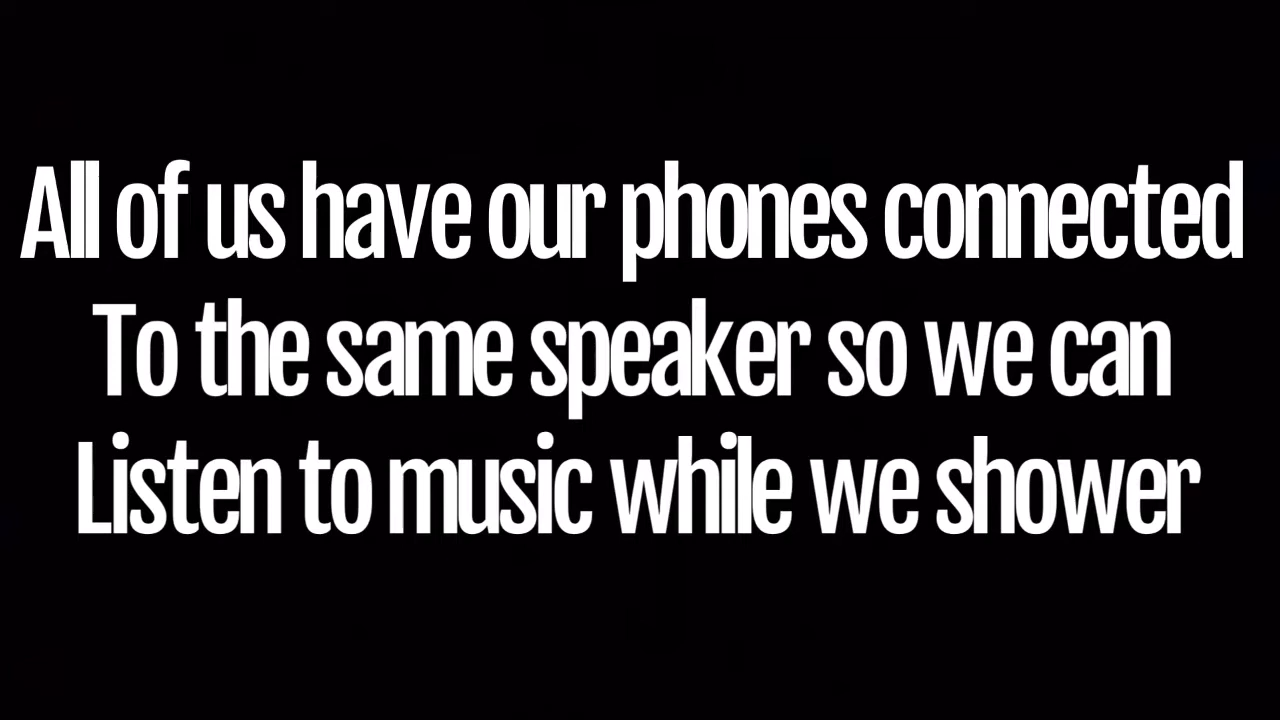 All of us have our phones connected
To the same speaker so we can
Listen to music while we shower